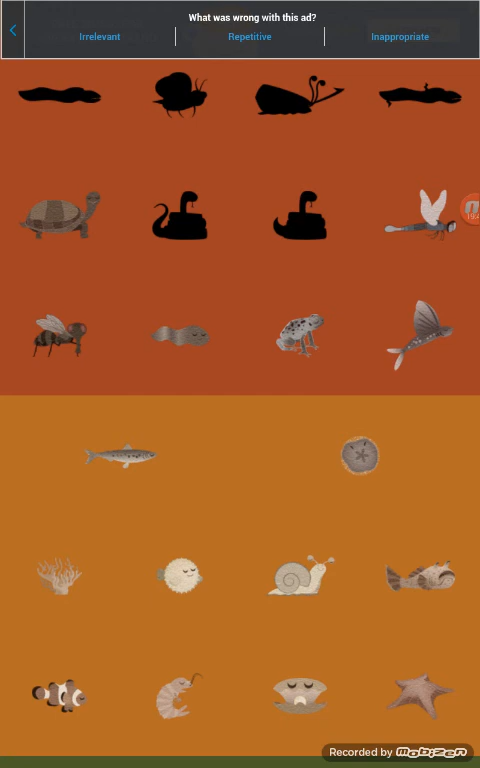 What was wrong with this ad?
Irrelevant Repetitive Inappropriate
Recorded by mobizen